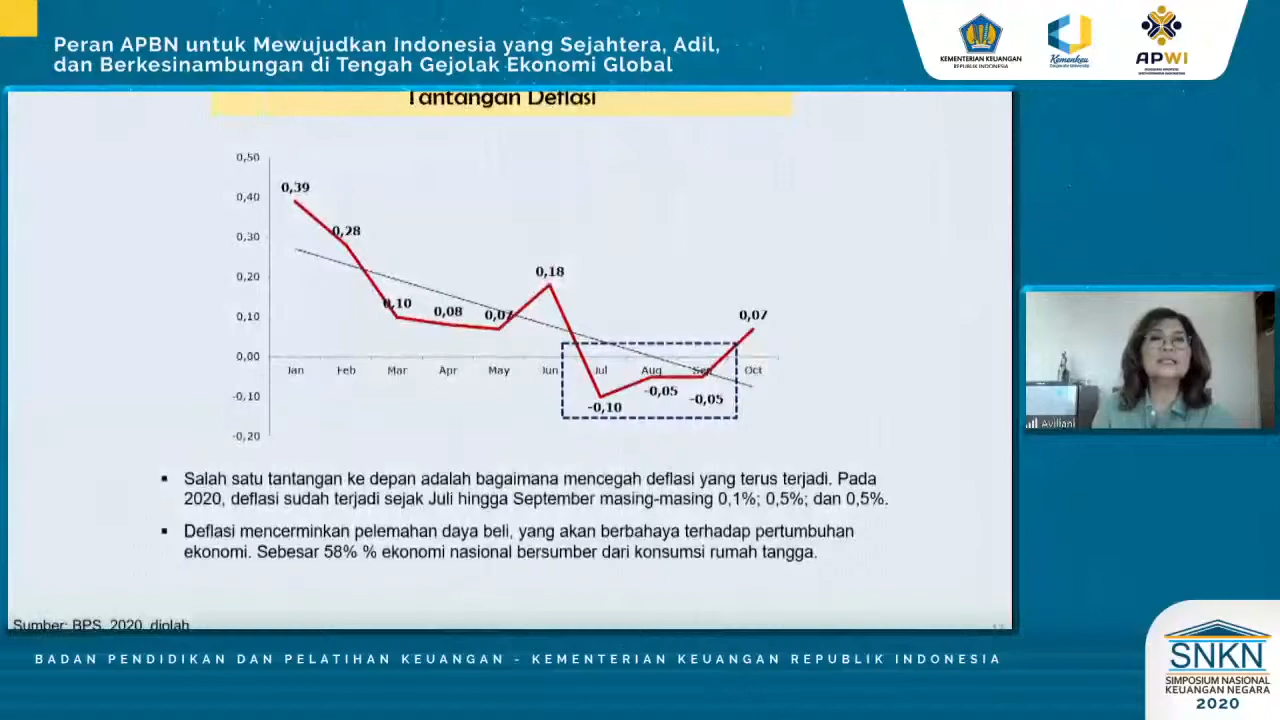 Peran APBN untuk Mewujudkan Indonesia yang Sejahtera, Adil,
dan Berkesinambungan di Tengah Gejolak Ekonomi Global
KEMENTERIAN KEUANGAN
REPUBLIK INDONESIA
Kemenkeu
Corporate University
APWI
Tantangan Deflasi
0,50
0,40
0,30
0,20
0,10
0,00
-0,10
-0,20
0,39
0,28
0,10
0,08
0,07
0,18
-0,10
-0,05
-0,05
0,07
Jan Feb Mar Apr May Jun Jul Aug Sep Oct
▪ Salah satu tantangan ke depan adalah bagaimana mencegah deflasi yang terus terjadi. Pada
2020, deflasi sudah terjadi sejak Juli hingga September masing-masing 0,1%; 0,5%; dan 0,5%.
▪ Deflasi mencerminkan pelemahan daya beli, yang akan berbahaya terhadap pertumbuhan
ekonomi. Sebesar 58% % ekonomi nasional bersumber dari konsumsi rumah tangga.
Sumber: BPS, 2020, diolah
Aviliani
BADAN PENDIDIKAN DAN PELATIHAN KEUANGAN - KEMENTERIAN KEUANGAN REPUBLIK INDONESIA
SNKN
SIMPOSIUM NASIONAL
KEUANGAN NEGARA
2020